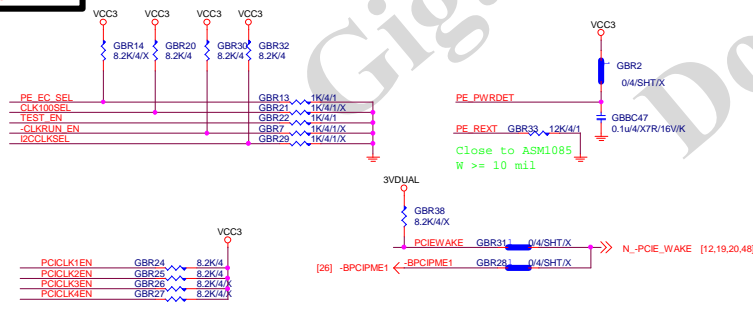 VCC3 VCC3 VCC3 VCC3
GBR14 GBR20 GBR30 GBR32
8.2K/4/X 8.2K/4 8.2K/4 8.2K/4
PE_EC_SEL GBR13 1K/4/1
CLK100SEL GBR21 1K/4/1/X
TEST_EN GBR22 1K/4/1
-CLKRUN_EN GBR7 1K/4/1/X
I2CCLKSEL GBR29 1K/4/1/X
VCC3
GBR2
0/4/SHT/X
PE_PWRDET
GBBC47
0.1u/4/X7R/16V/K
PE_REXT GBR33 12K/4/1
Close to ASM1085
W >= 10 mil
3VDUAL
GBR38
8.2K/4/X
PCIEWAKE GBR31 0/4/SHT/X
N_-PCIE_WAKE [12,19,20,48]
[26] -BPCIPME1 -BPCIPME1 GBR28 0/4/SHT/X
VCC3
PCICLK1EN GBR24 8.2K/4
PCICLK2EN GBR25 8.2K/4
PCICLK3EN GBR26 8.2K/4/X
PCICLK4EN GBR27 8.2K/4/X